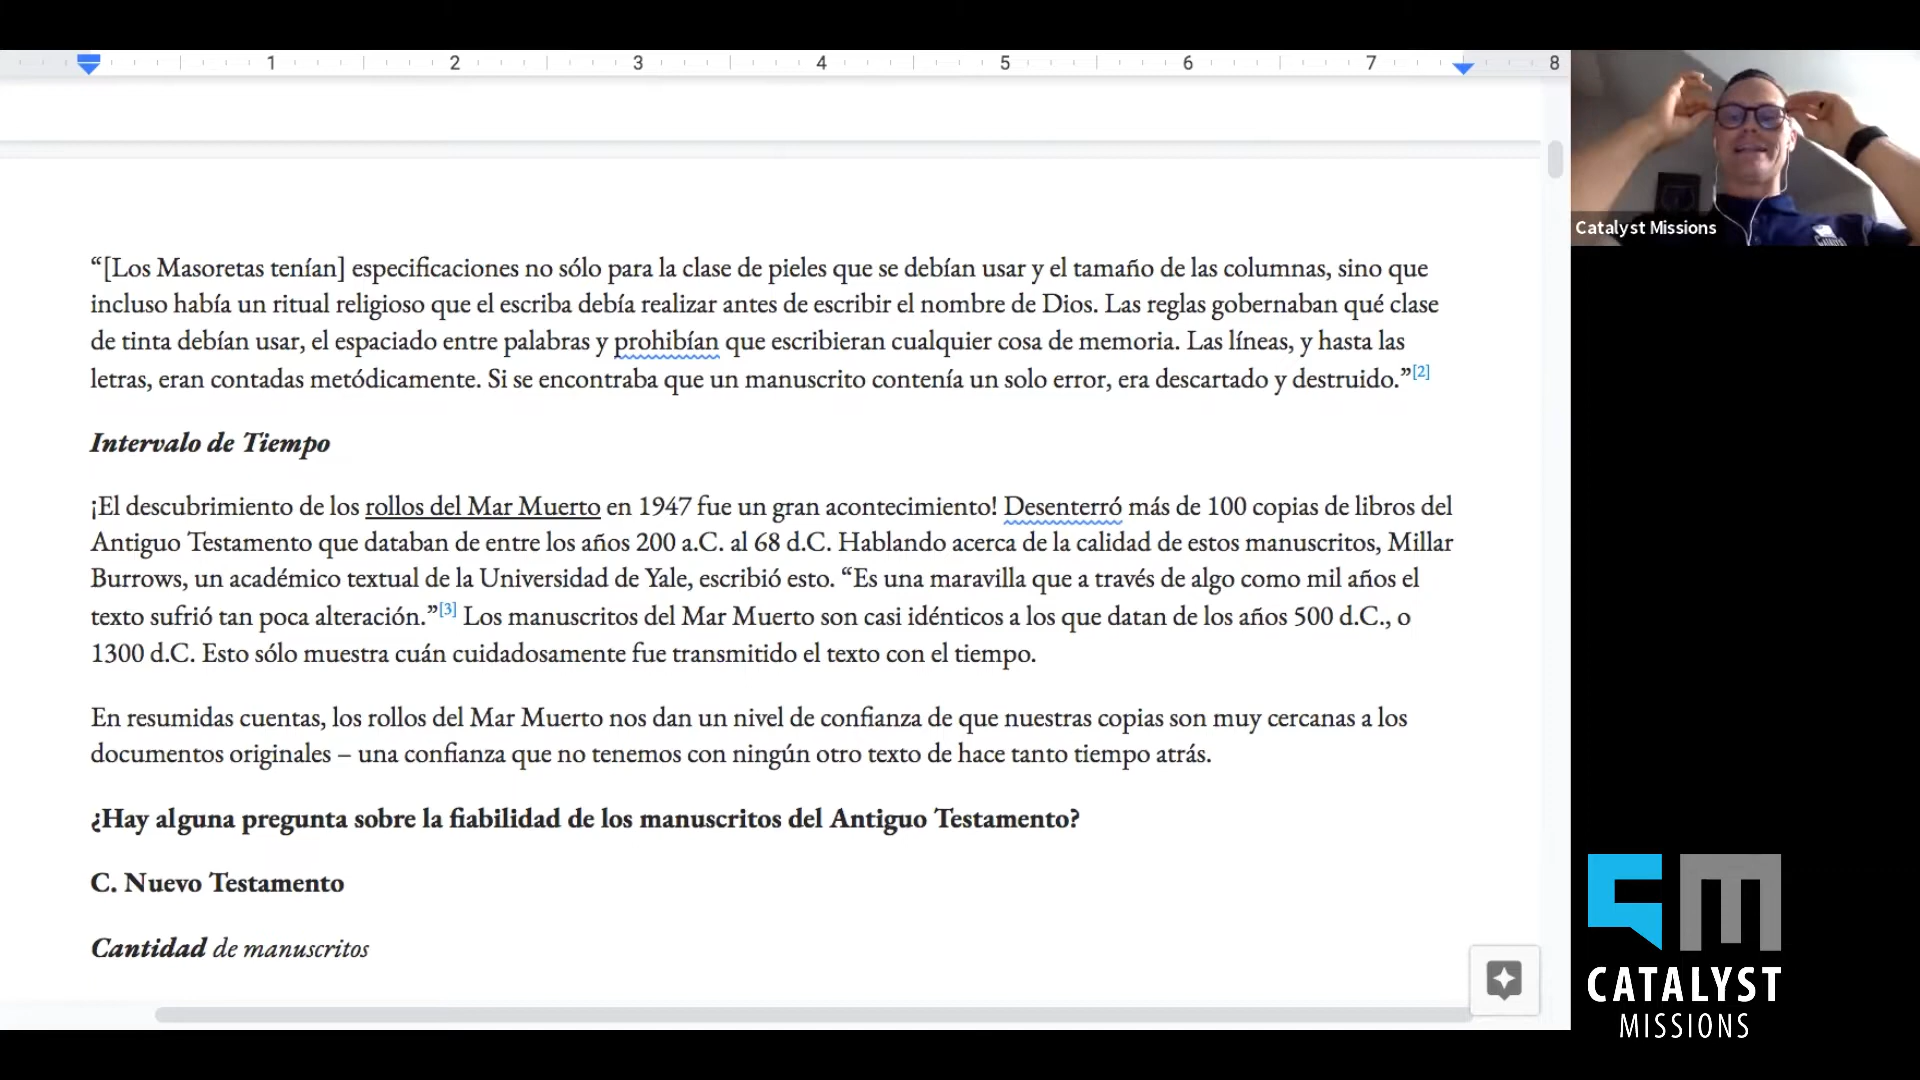 1 2 3 4 5 6 7 8
“[Los Masoretas tenían] especificaciones no sólo para la clase de pieles que se debían usar y el tamaño de las columnas, sino que
incluso había un ritual religioso que el escriba debía realizar antes de escribir el nombre de Dios. Las reglas gobernaban qué clase
de tinta debían usar, el espaciado entre palabras y prohibían que escribieran cualquier cosa de memoria. Las líneas, y hasta las
letras, eran contadas metódicamente. Si se encontraba que un manuscrito contenía un solo error, era descartado y destruido.”[2]
Intervalo de Tiempo
¡El descubrimiento de los rollos del Mar Muerto en 1947 fue un gran acontecimiento! Desenterró más de 100 copias de libros del
Antiguo Testamento que databan de entre los años 200 a.C. al 68 d.C. Hablando acerca de la calidad de estos manuscritos, Millar
Burrows, un académico textual de la Universidad de Yale, escribió esto. “Es una maravilla que a través de algo como mil años el
texto sufrió tan poca alteración.”[3] Los manuscritos del Mar Muerto son casi idénticos a los que datan de los años 500 d.C., o
1300 d.C. Esto sólo muestra cuán cuidadosamente fue transmitido el texto con el tiempo.
En resumidas cuentas, los rollos del Mar Muerto nos dan un nivel de confianza de que nuestras copias son muy cercanas a los
documentos originales – una confianza que no tenemos con ningún otro texto de hace tanto tiempo atrás.
¿Hay alguna pregunta sobre la fiabilidad de los manuscritos del Antiguo Testamento?
C. Nuevo Testamento
Cantidad de manuscritos
Catalyst Missions
CATALYST
MISSIONS